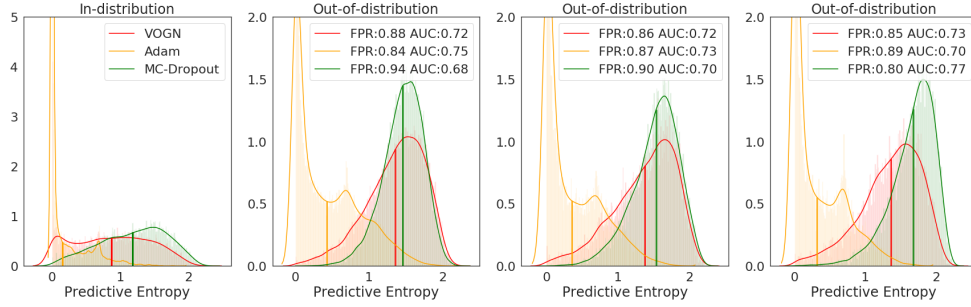 In-distribution
5
4
3
2
1
0
0 1 2
Predictive Entropy
VOGN
Adam
MC-Dropout
Out-of-distribution
2.0
1.5
1.0
0.5
0.0
0 1 2
Predictive Entropy
FPR:0.88 AUC:0.72
FPR:0.84 AUC:0.75
FPR:0.94 AUC:0.68
Out-of-distribution
2.0
1.5
1.0
0.5
0.0
0 1 2
Predictive Entropy
FPR:0.86 AUC:0.72
FPR:0.87 AUC:0.73
FPR:0.90 AUC:0.70
Out-of-distribution
2.0
1.5
1.0
0.5
0.0
0 1 2
Predictive Entropy
FPR:0.85 AUC:0.73
FPR:0.89 AUC:0.70
FPR:0.80 AUC:0.77